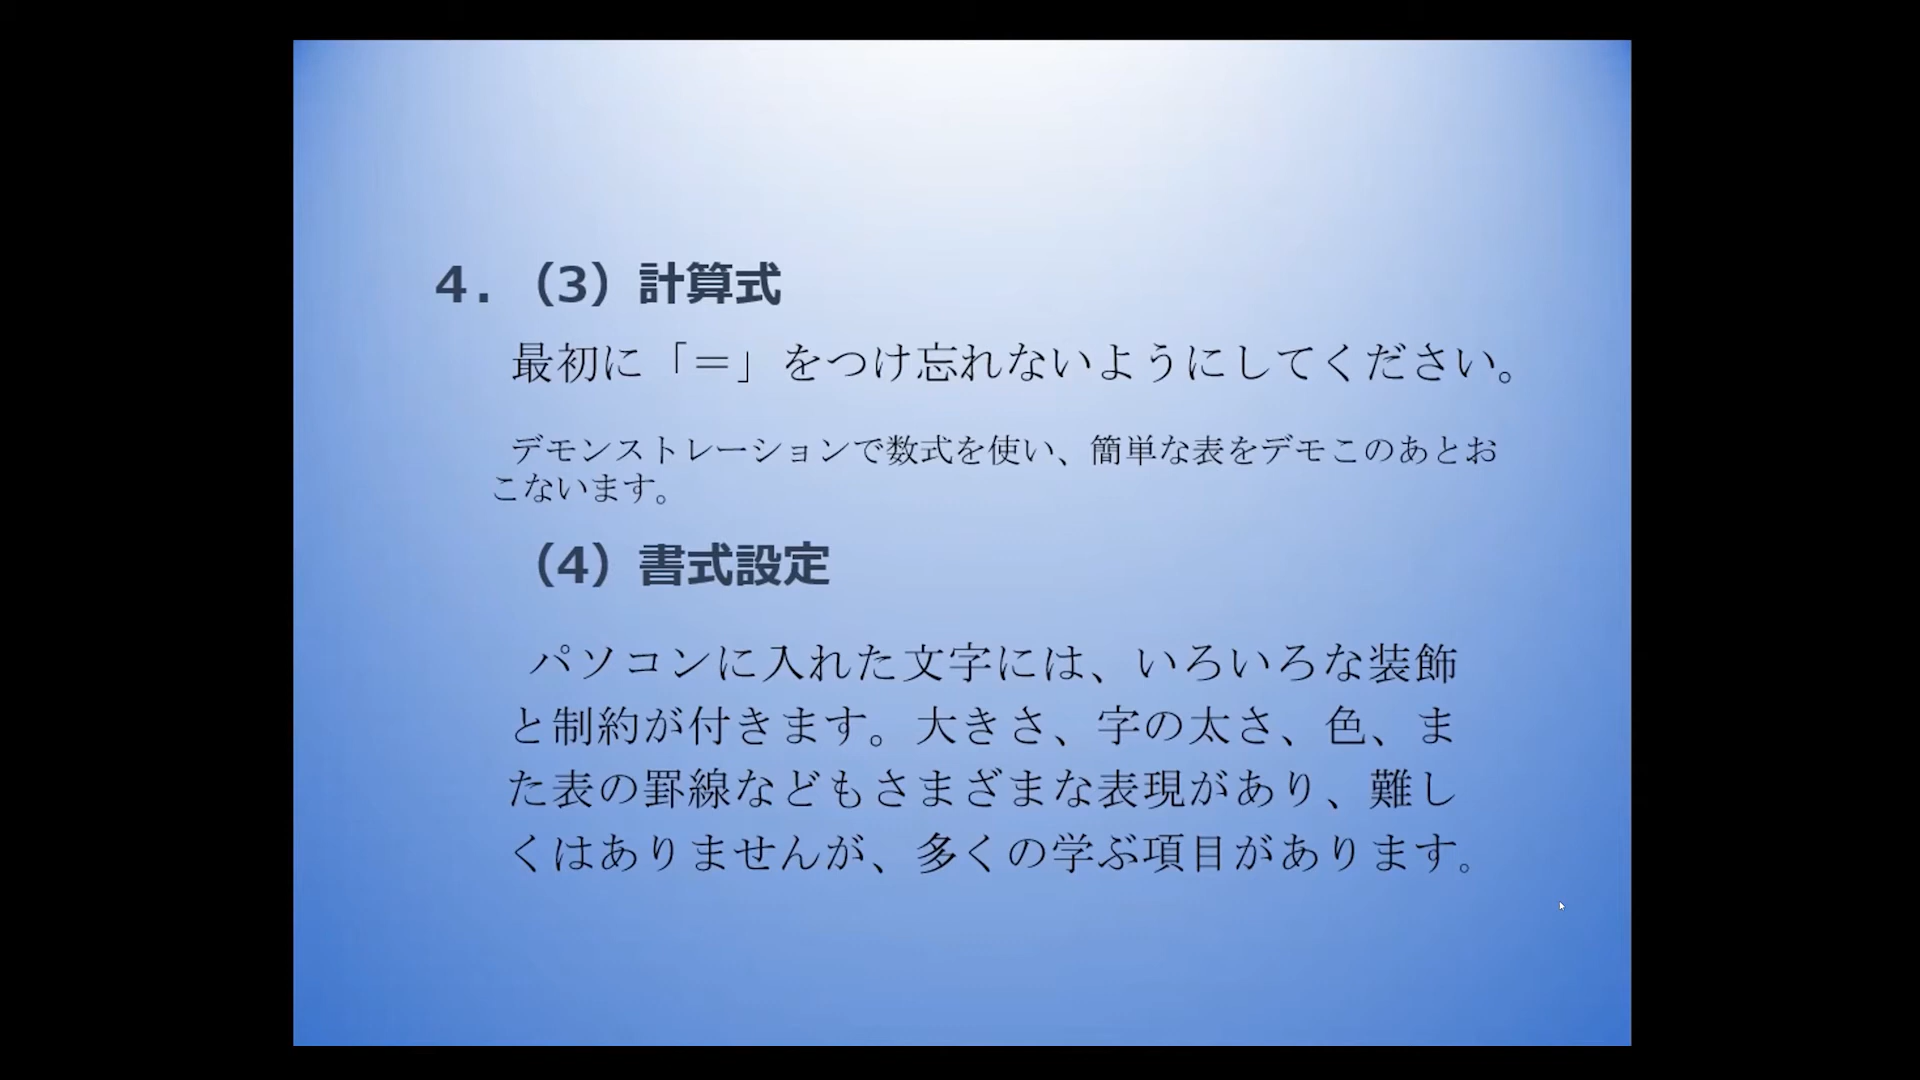 ４．（3）計算式
最初に「＝」をつけ忘れないようにしてください。
デモンストレーションで数式を使い、簡単な表をデモこのあとお
こないます。
（4）書式設定
パソコンに入れた文字には、いろいろな装飾
と制約が付きます。大きさ、字の太さ、色、ま
た表の罫線などもさまざまな表現があり、難し
くはありませんが、多くの学ぶ項目があります。